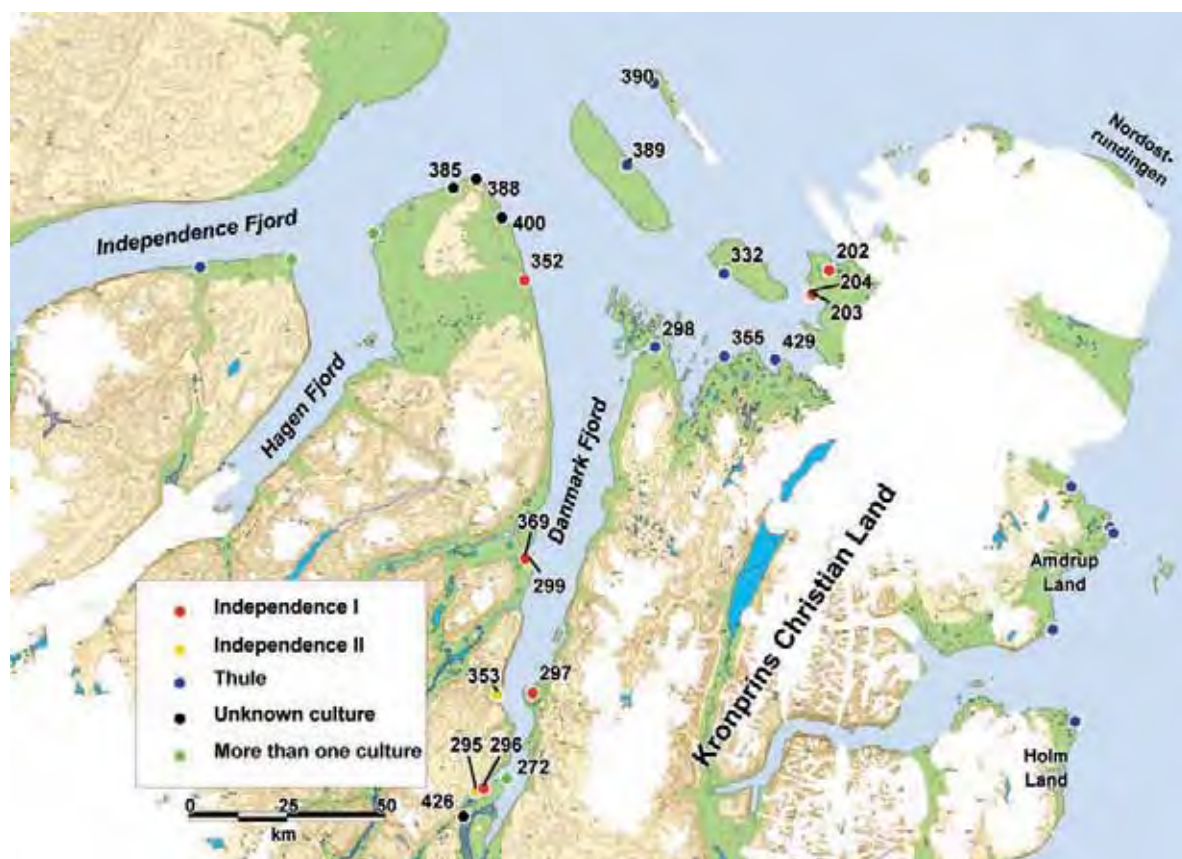 390
Nordost-
rundingen
389
385
388
400
Independence Fjord
352
332
202
204
203
298
355
429
Hagen Fjord
Danmark Fjord
369
299
Kronprins Christian Land
Amdrup
Land
Independence I
Independence II
Thule
Unknown culture
More than one culture
353
297
295
296
272
426
Holm
Land
0
25
50
km